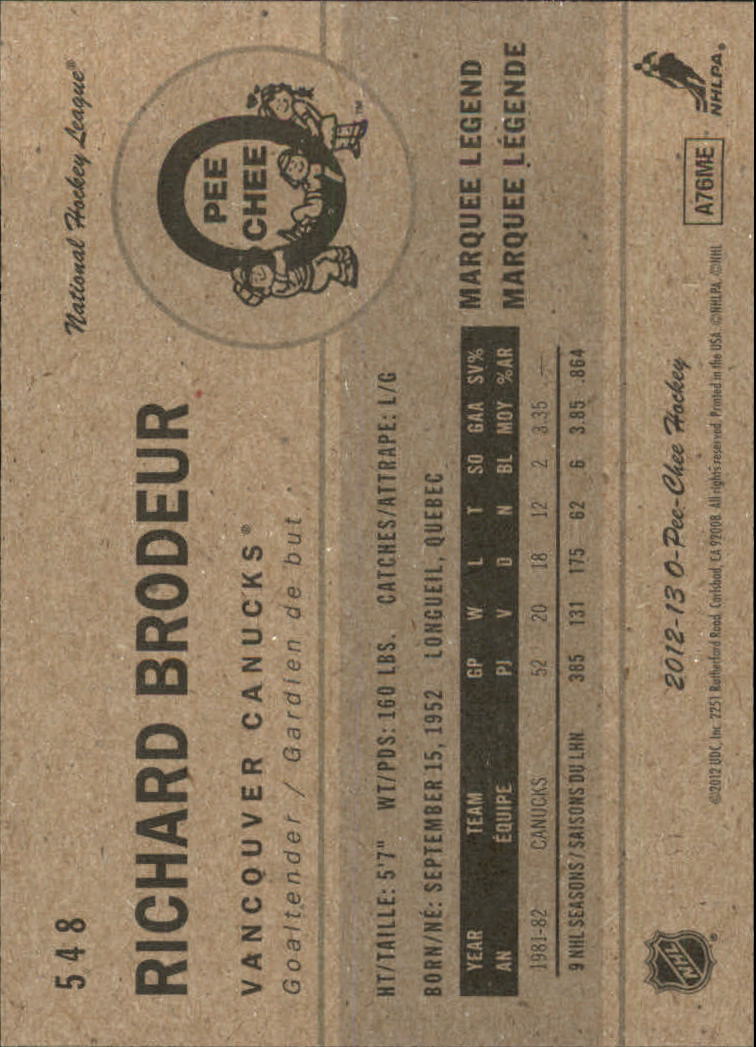 548
National Hockey League®
RICHARD BRODEUR
PEE
CHEE
TM
VANCOUVER CANUCKS®
Goaltender / Gardien de but
HT/TAILLE: 5'7" WT/PDS: 160 LBS. CATCHES/ATTRAPE: L/G
BORN/NÉ: SEPTEMBER 15, 1952 LONGUEIL, QUEBEC
MARQUEE LEGEND
MARQUEE LÉGENDE
YEAR TEAM GP W L T SO GAA SV%
AN ÉQUIPE PJ V D N BL MOY %AR
1981-82 CANUCKS 52 20 18 12 2 3.35 .—
9 NHL SEASONS / SAISONS DU LHN 385 131 175 62 6 3.85 .864
NHL®
2012-13 O-Pee-Chee Hockey
A76ME
NHLPA®
©2012 UDC, Inc. 2251 Rutherford Road, Carlsbad, CA 92008. All rights reserved. Printed in the USA. ©NHLPA. ©NHL